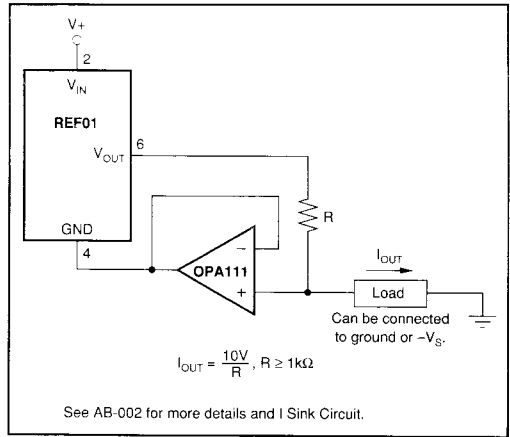 V+
2
V_IN
REF01
V_OUT
6
GND
4
R
−
OPA111
+
I_OUT
Load
Can be connected
to ground or –V_S.
I_OUT = 10V/R , R ≥ 1kΩ
See AB-002 for more details and I Sink Circuit.